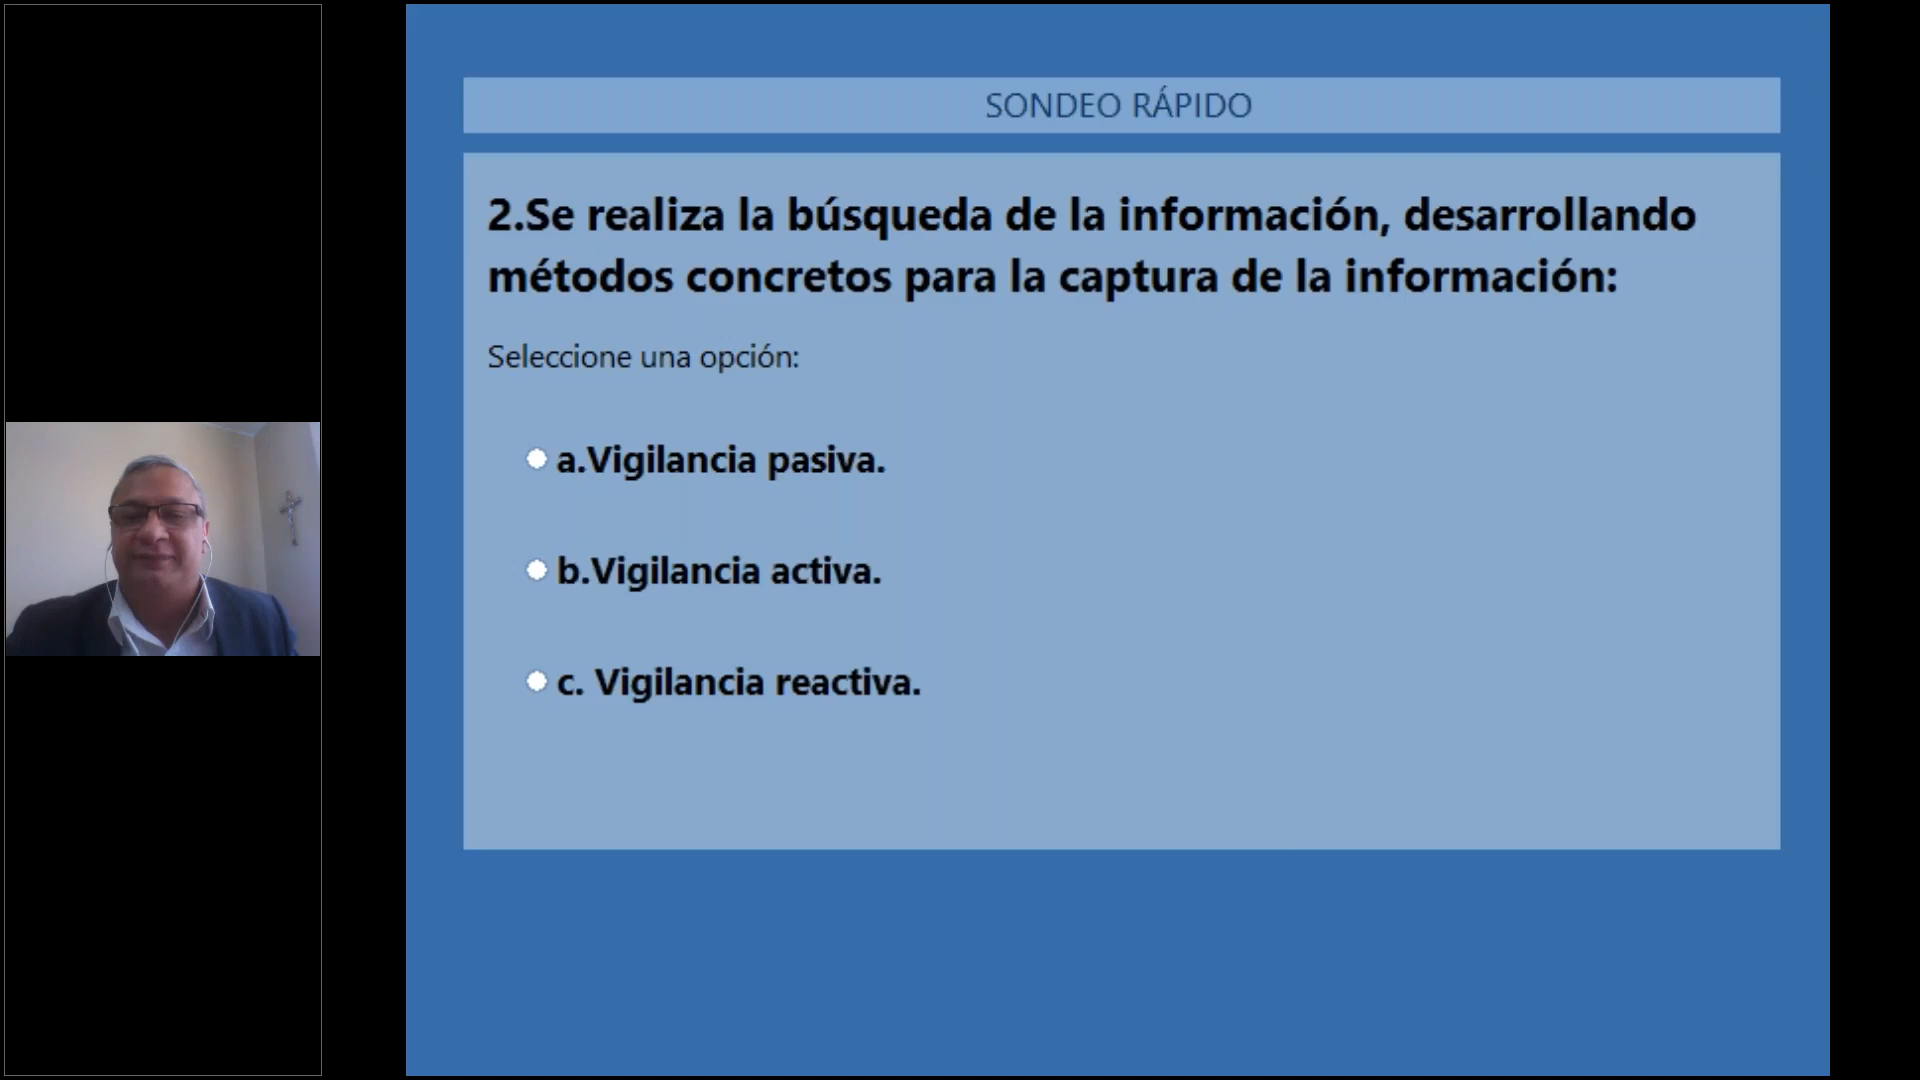 SONDEO RÁPIDO
2.Se realiza la búsqueda de la información, desarrollando
métodos concretos para la captura de la información:
Seleccione una opción:
a.Vigilancia pasiva.
b.Vigilancia activa.
c. Vigilancia reactiva.